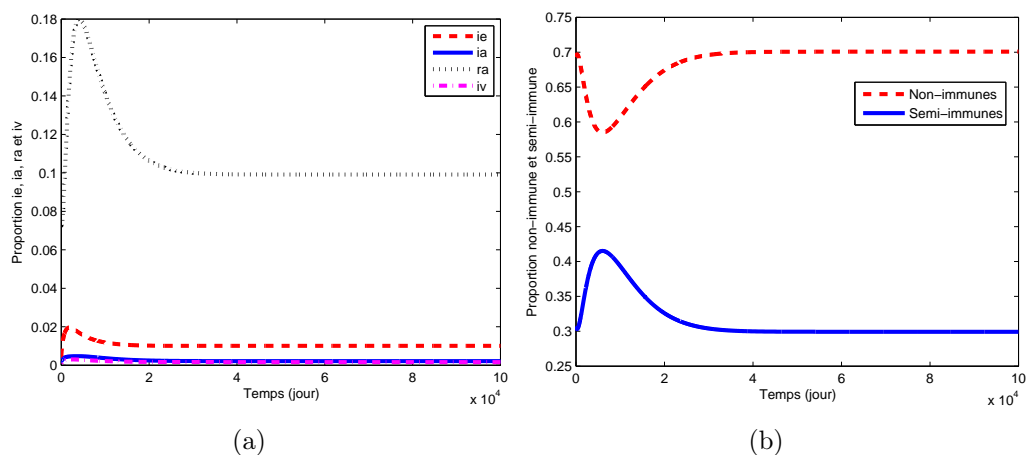 0.18
0.16
0.14
0.12
0.1
0.08
0.06
0.04
0.02
0
Proportion ie, ia, ra et iv
ie
ia
ra
iv
0 2 4 6 8 10
x 10^4
Temps (jour)
(a)
0.75
0.7
0.65
0.6
0.55
0.5
0.45
0.4
0.35
0.3
0.25
Proportion non−immune et semi−immune
Non−immunes
Semi−immunes
0 2 4 6 8 10
x 10^4
Temps (jour)
(b)